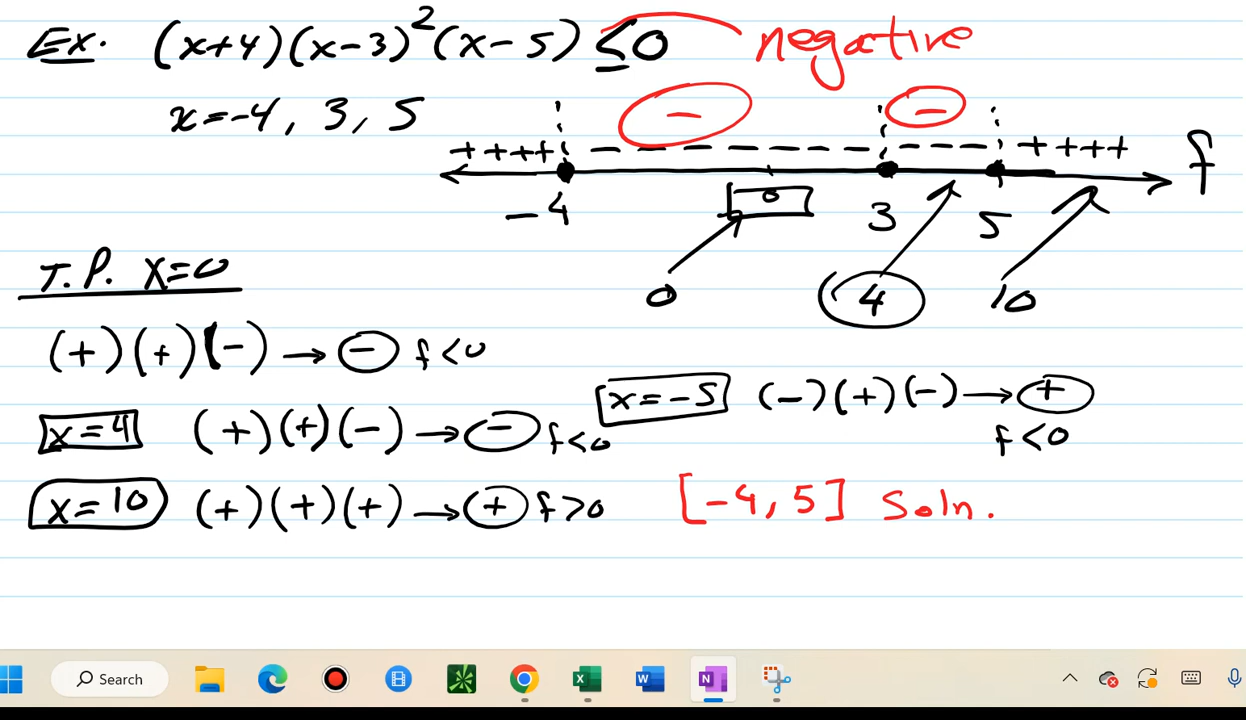 Ex. (x+4)(x-3)²(x-5) ≤0 negative
x=-4, 3, 5
- -
++++ - - - - - - - - - - - - - ++++ f
-4 0 3 5
0 4 10
T.P. x=0
(+)(+)(-) → - f<0
x=-5 (-)(+)(-) → +
f<0
x=4 (+)(+)(-) → - f<0
x=10 (+)(+)(+) → + f>0 [-4, 5] Soln.
Search